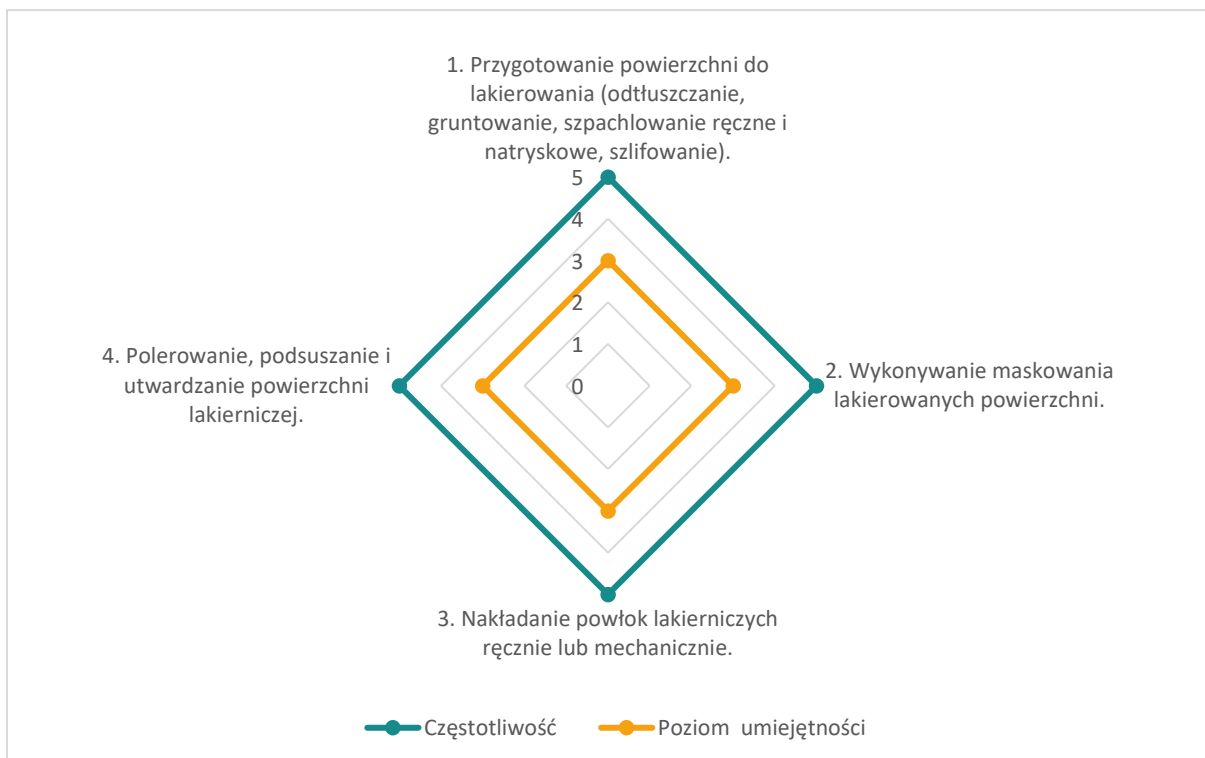 1. Przygotowanie powierzchni do
lakierowania (odtłuszczanie,
gruntowanie, szpachlowanie ręczne i
natryskowe, szlifowanie).
5
4
3
2
1
0
4. Polerowanie, podsuszanie i
utwardzanie powierzchni
lakierniczej.
2. Wykonywanie maskowania
lakierowanych powierzchni.
3. Nakładanie powłok lakierniczych
ręcznie lub mechanicznie.
Częstotliwość
Poziom  umiejętności